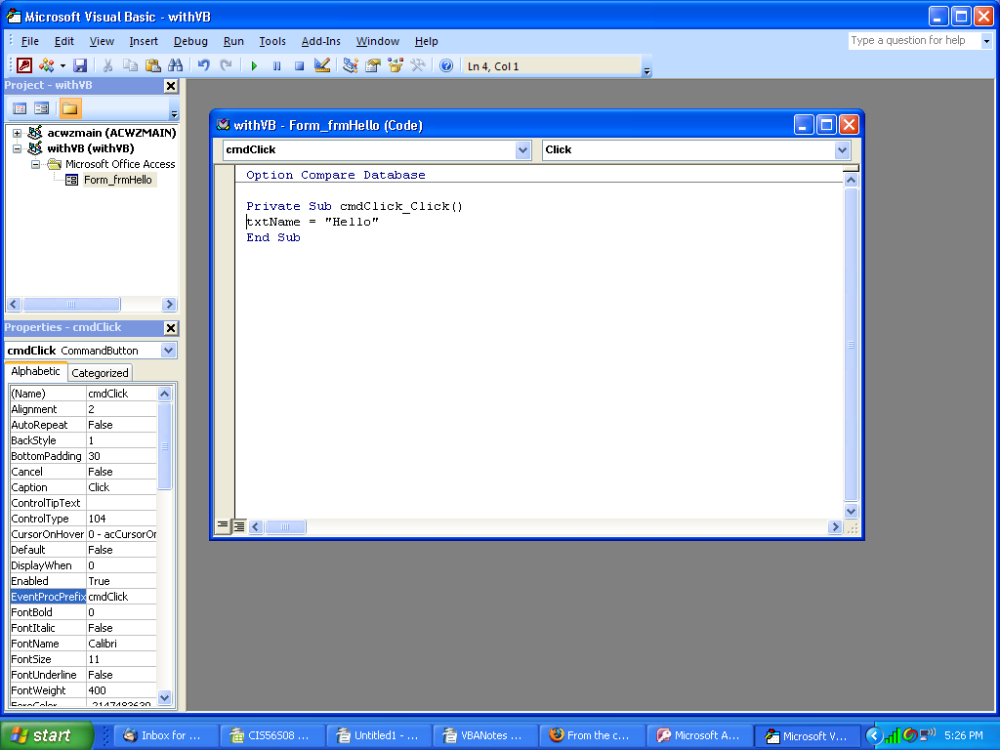 Microsoft Visual Basic - withVB
File Edit View Insert Debug Run Tools Add-Ins Window Help
Type a question for help
Ln 4, Col 1
Project - withVB
acwzmain (ACWZMAIN)
withVB (withVB)
Microsoft Office Access
Form_frmHello
withVB - Form_frmHello (Code)
cmdClick
Click
Option Compare Database
Private Sub cmdClick_Click()
txtName = "Hello"
End Sub
Properties - cmdClick
cmdClick CommandButton
Alphabetic Categorized
(Name) cmdClick
Alignment 2
AutoRepeat False
BackStyle 1
BottomPadding 30
Cancel False
Caption Click
ControlTipText
ControlType 104
CursorOnHover 0 - acCursorOn
Default False
DisplayWhen 0
Enabled True
EventProcPrefix cmdClick
FontBold 0
FontItalic False
FontName Calibri
FontSize 11
FontUnderline False
FontWeight 400
ForeColor -2147483630
start
Inbox for ...
CIS56S08 ...
Untitled1 - ...
VBANotes ...
From the c...
Microsoft A...
Microsoft V...
5:26 PM